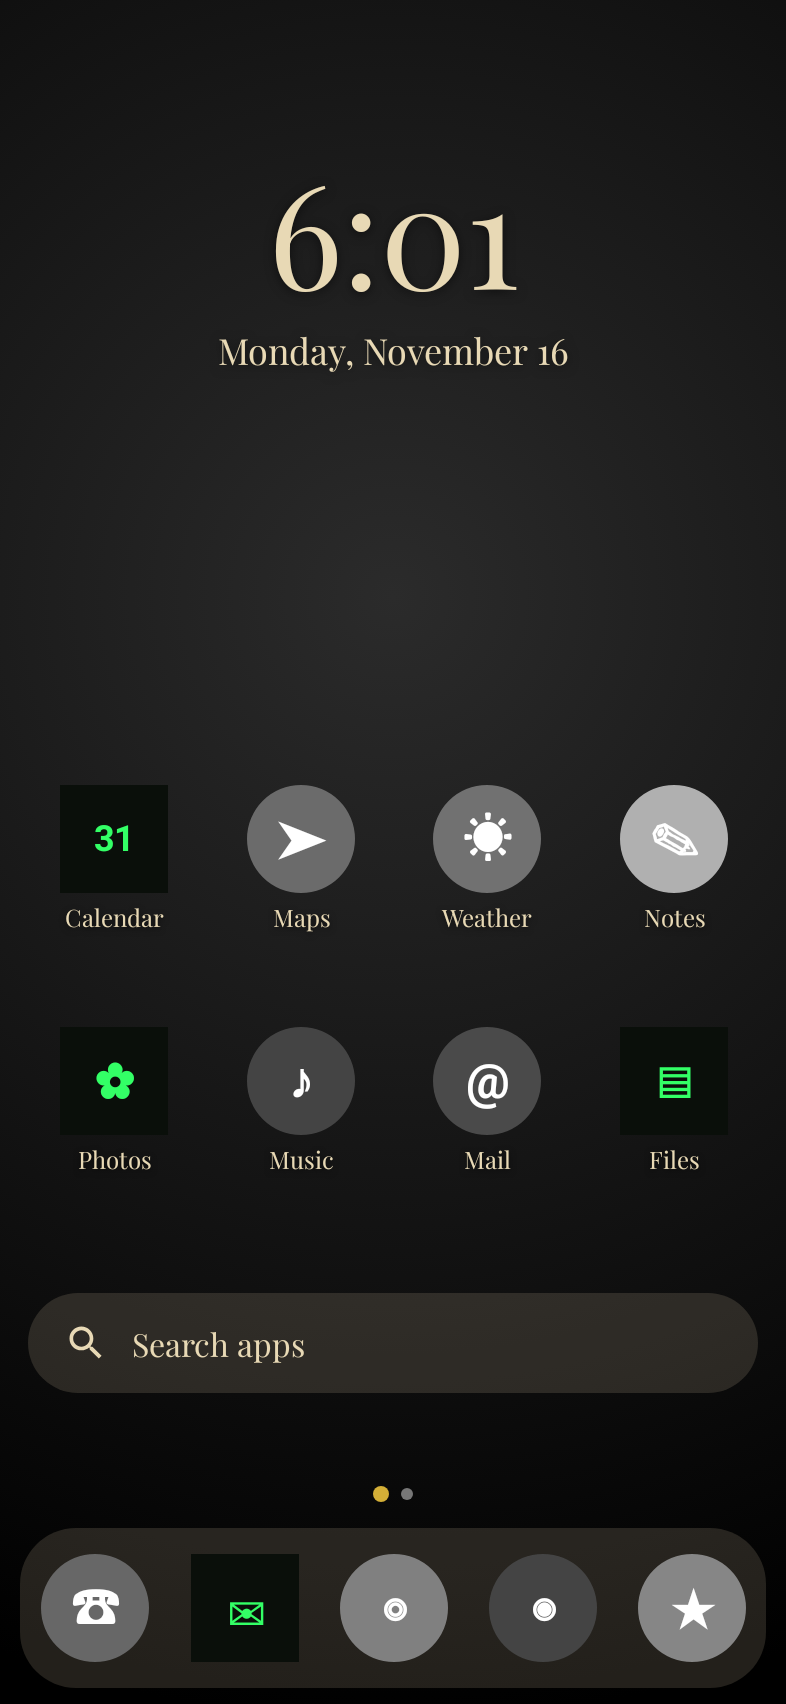 6:01
Monday, November 16
31
Calendar
Maps
Weather
Notes
Photos
Music
@
Mail
Files
Search apps